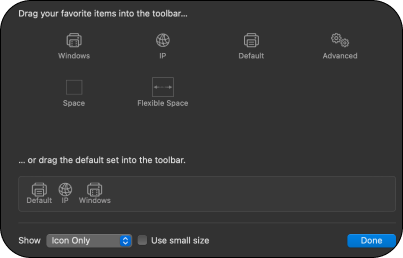 Drag your favorite items into the toolbar...
Windows IP Default Advanced
Space Flexible Space
... or drag the default set into the toolbar.
Default IP Windows
Show Icon Only Use small size Done